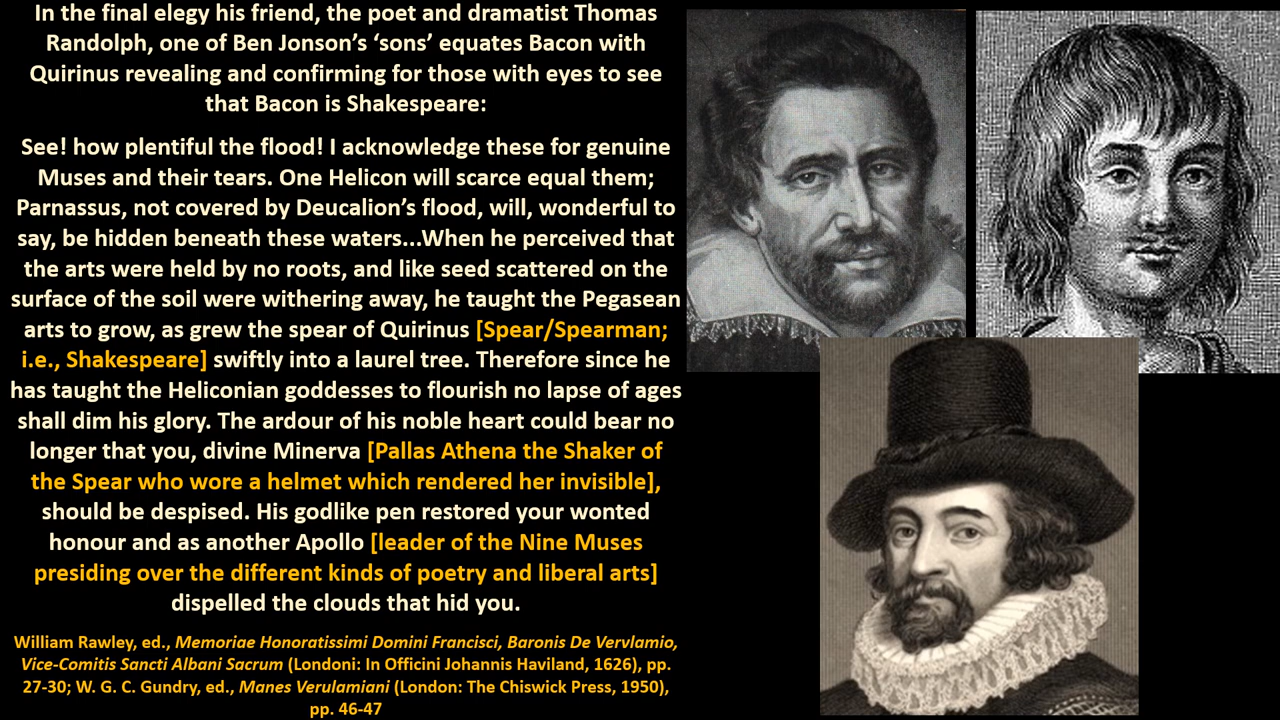 In the final elegy his friend, the poet and dramatist Thomas
Randolph, one of Ben Jonson’s ‘sons’ equates Bacon with
Quirinus revealing and confirming for those with eyes to see
that Bacon is Shakespeare:
See! how plentiful the flood! I acknowledge these for genuine
Muses and their tears. One Helicon will scarce equal them;
Parnassus, not covered by Deucalion’s flood, will, wonderful to
say, be hidden beneath these waters...When he perceived that
the arts were held by no roots, and like seed scattered on the
surface of the soil were withering away, he taught the Pegasean
arts to grow, as grew the spear of Quirinus [Spear/Spearman;
i.e., Shakespeare] swiftly into a laurel tree. Therefore since he
has taught the Heliconian goddesses to flourish no lapse of ages
shall dim his glory. The ardour of his noble heart could bear no
longer that you, divine Minerva [Pallas Athena the Shaker of
the Spear who wore a helmet which rendered her invisible],
should be despised. His godlike pen restored your wonted
honour and as another Apollo [leader of the Nine Muses
presiding over the different kinds of poetry and liberal arts]
dispelled the clouds that hid you.
William Rawley, ed., Memoriae Honoratissimi Domini Francisci, Baronis De Vervlamio,
Vice-Comitis Sancti Albani Sacrum (Londoni: In Officini Johannis Haviland, 1626), pp.
27-30; W. G. C. Gundry, ed., Manes Verulamiani (London: The Chiswick Press, 1950),
pp. 46-47